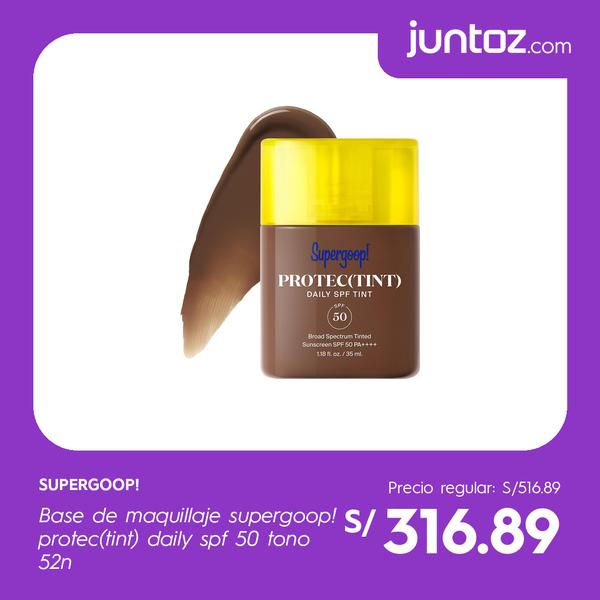 juntoz.com
Supergoop!
PROTEC(TINT)
DAILY SPF TINT
SPF
50
Broad Spectrum Tinted
Sunscreen SPF 50 PA++++
1.18 fl. oz. / 35 ml.
SUPERGOOP!
Base de maquillaje supergoop!
protec(tint) daily spf 50 tono
52n
Precio regular: S/516.89
S/316.89